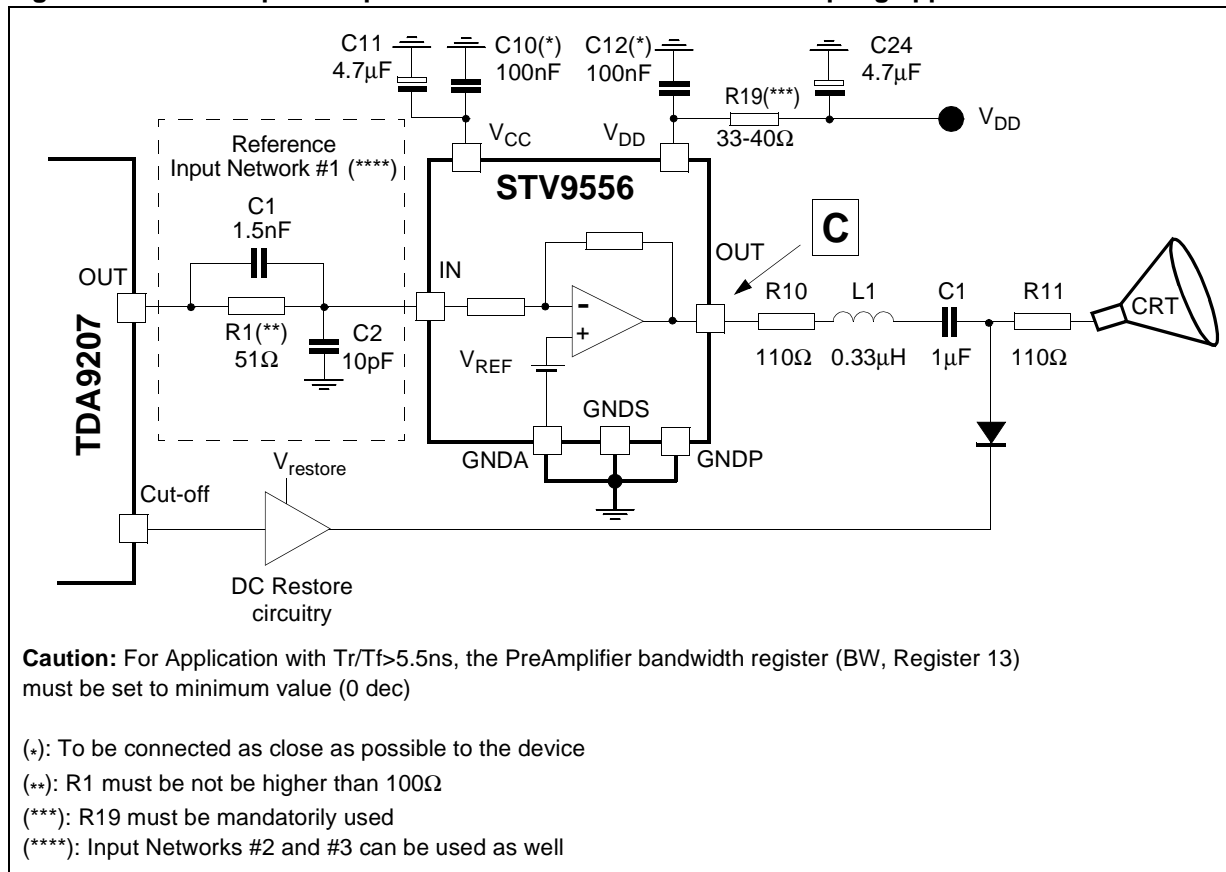 C11
4.7µF
C10(*)
100nF
C12(*)
100nF
C24
4.7µF
R19(***)
33-40Ω
VDD
VCC
VDD
Reference
Input Network #1 (****)
STV9556
C1
1.5nF
C
OUT
OUT
IN
R10
L1
C1
R11
CRT
R1(**)
51Ω
C2
10pF
110Ω
0.33µH
1µF
110Ω
VREF
TDA9207
GNDS
GNDA
GNDP
Vrestore
Cut-off
DC Restore
circuitry
Caution: For Application with Tr/Tf>5.5ns, the PreAmplifier bandwidth register (BW, Register 13)
must be set to minimum value (0 dec)
(*): To be connected as close as possible to the device
(**): R1 must be not be higher than 100Ω
(***): R19 must be mandatorily used
(****): Input Networks #2 and #3 can be used as well